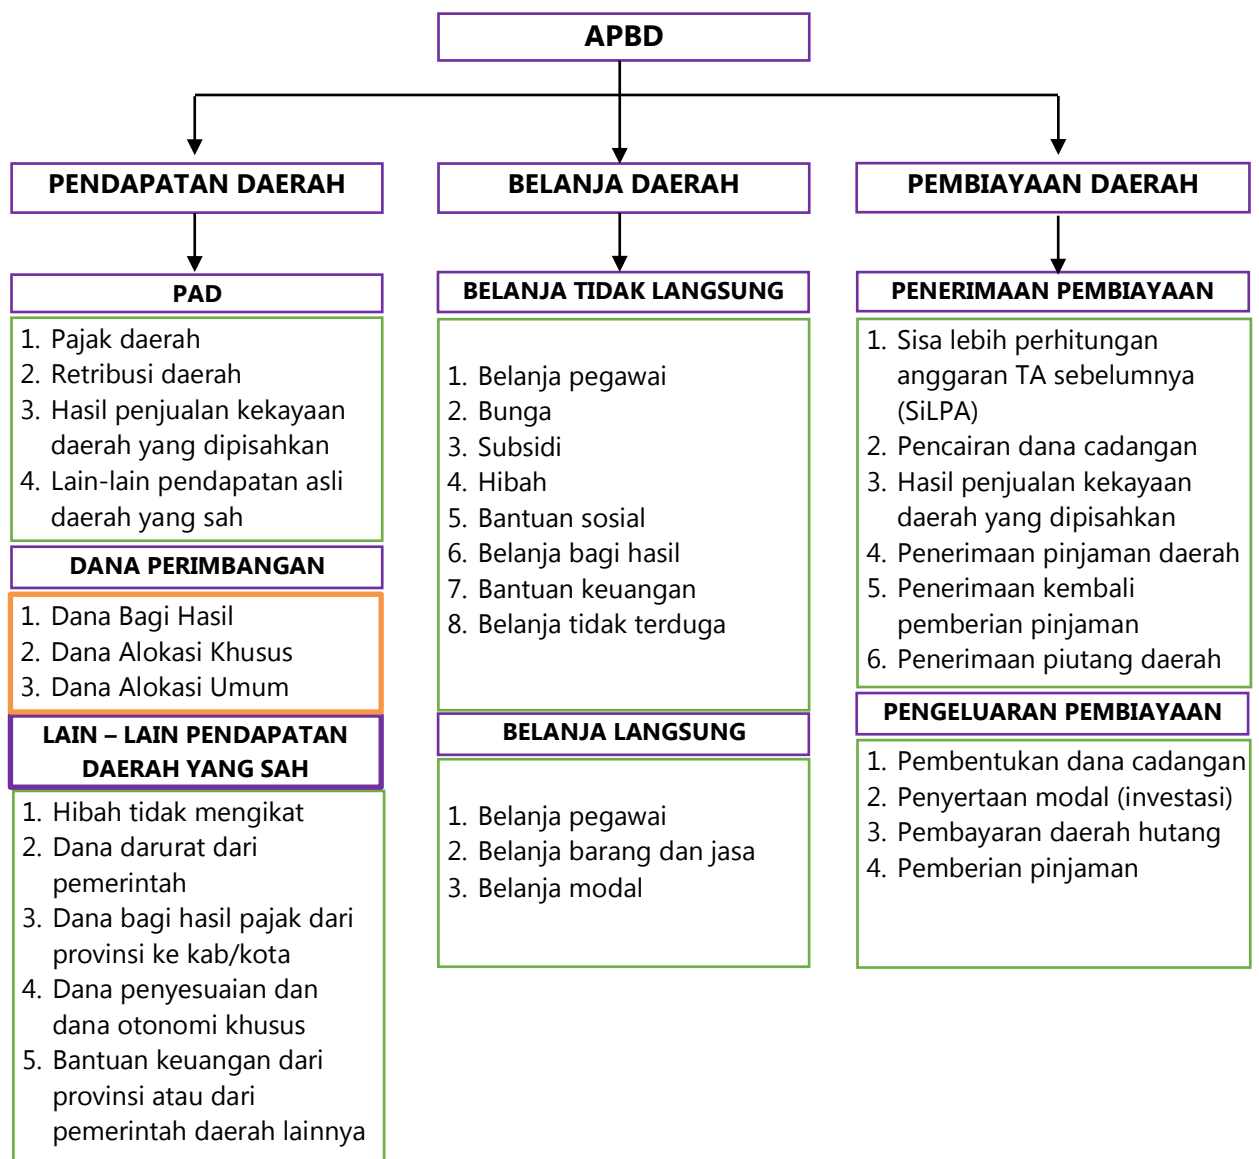 APBD
PENDAPATAN DAERAH
PAD
1. Pajak daerah
2. Retribusi daerah
3. Hasil penjualan kekayaan
daerah yang dipisahkan
4. Lain-lain pendapatan asli
daerah yang sah
DANA PERIMBANGAN
1. Dana Bagi Hasil
2. Dana Alokasi Khusus
3. Dana Alokasi Umum
LAIN – LAIN PENDAPATAN
DAERAH YANG SAH
1. Hibah tidak mengikat
2. Dana darurat dari
pemerintah
3. Dana bagi hasil pajak dari
provinsi ke kab/kota
4. Dana penyesuaian dan
dana otonomi khusus
5. Bantuan keuangan dari
provinsi atau dari
pemerintah daerah lainnya
BELANJA DAERAH
BELANJA TIDAK LANGSUNG
1. Belanja pegawai
2. Bunga
3. Subsidi
4. Hibah
5. Bantuan sosial
6. Belanja bagi hasil
7. Bantuan keuangan
8. Belanja tidak terduga
BELANJA LANGSUNG
1. Belanja pegawai
2. Belanja barang dan jasa
3. Belanja modal
PEMBIAYAAN DAERAH
PENERIMAAN PEMBIAYAAN
1. Sisa lebih perhitungan
anggaran TA sebelumnya
(SiLPA)
2. Pencairan dana cadangan
3. Hasil penjualan kekayaan
daerah yang dipisahkan
4. Penerimaan pinjaman daerah
5. Penerimaan kembali
pemberian pinjaman
6. Penerimaan piutang daerah
PENGELUARAN PEMBIAYAAN
1. Pembentukan dana cadangan
2. Penyertaan modal (investasi)
3. Pembayaran daerah hutang
4. Pemberian pinjaman